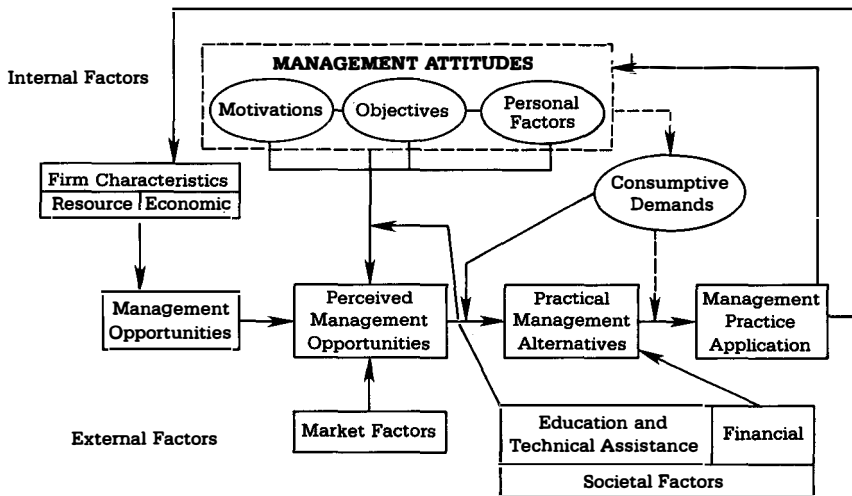 MANAGEMENT ATTITUDES
Internal Factors
Motivations
Objectives
Personal
Factors
Firm Characteristics
Resource
Economic
Consumptive
Demands
Management
Opportunities
Perceived
Management
Opportunities
Practical
Management
Alternatives
Management
Practice
Application
External Factors
Market Factors
Education and
Technical Assistance
Financial
Societal Factors